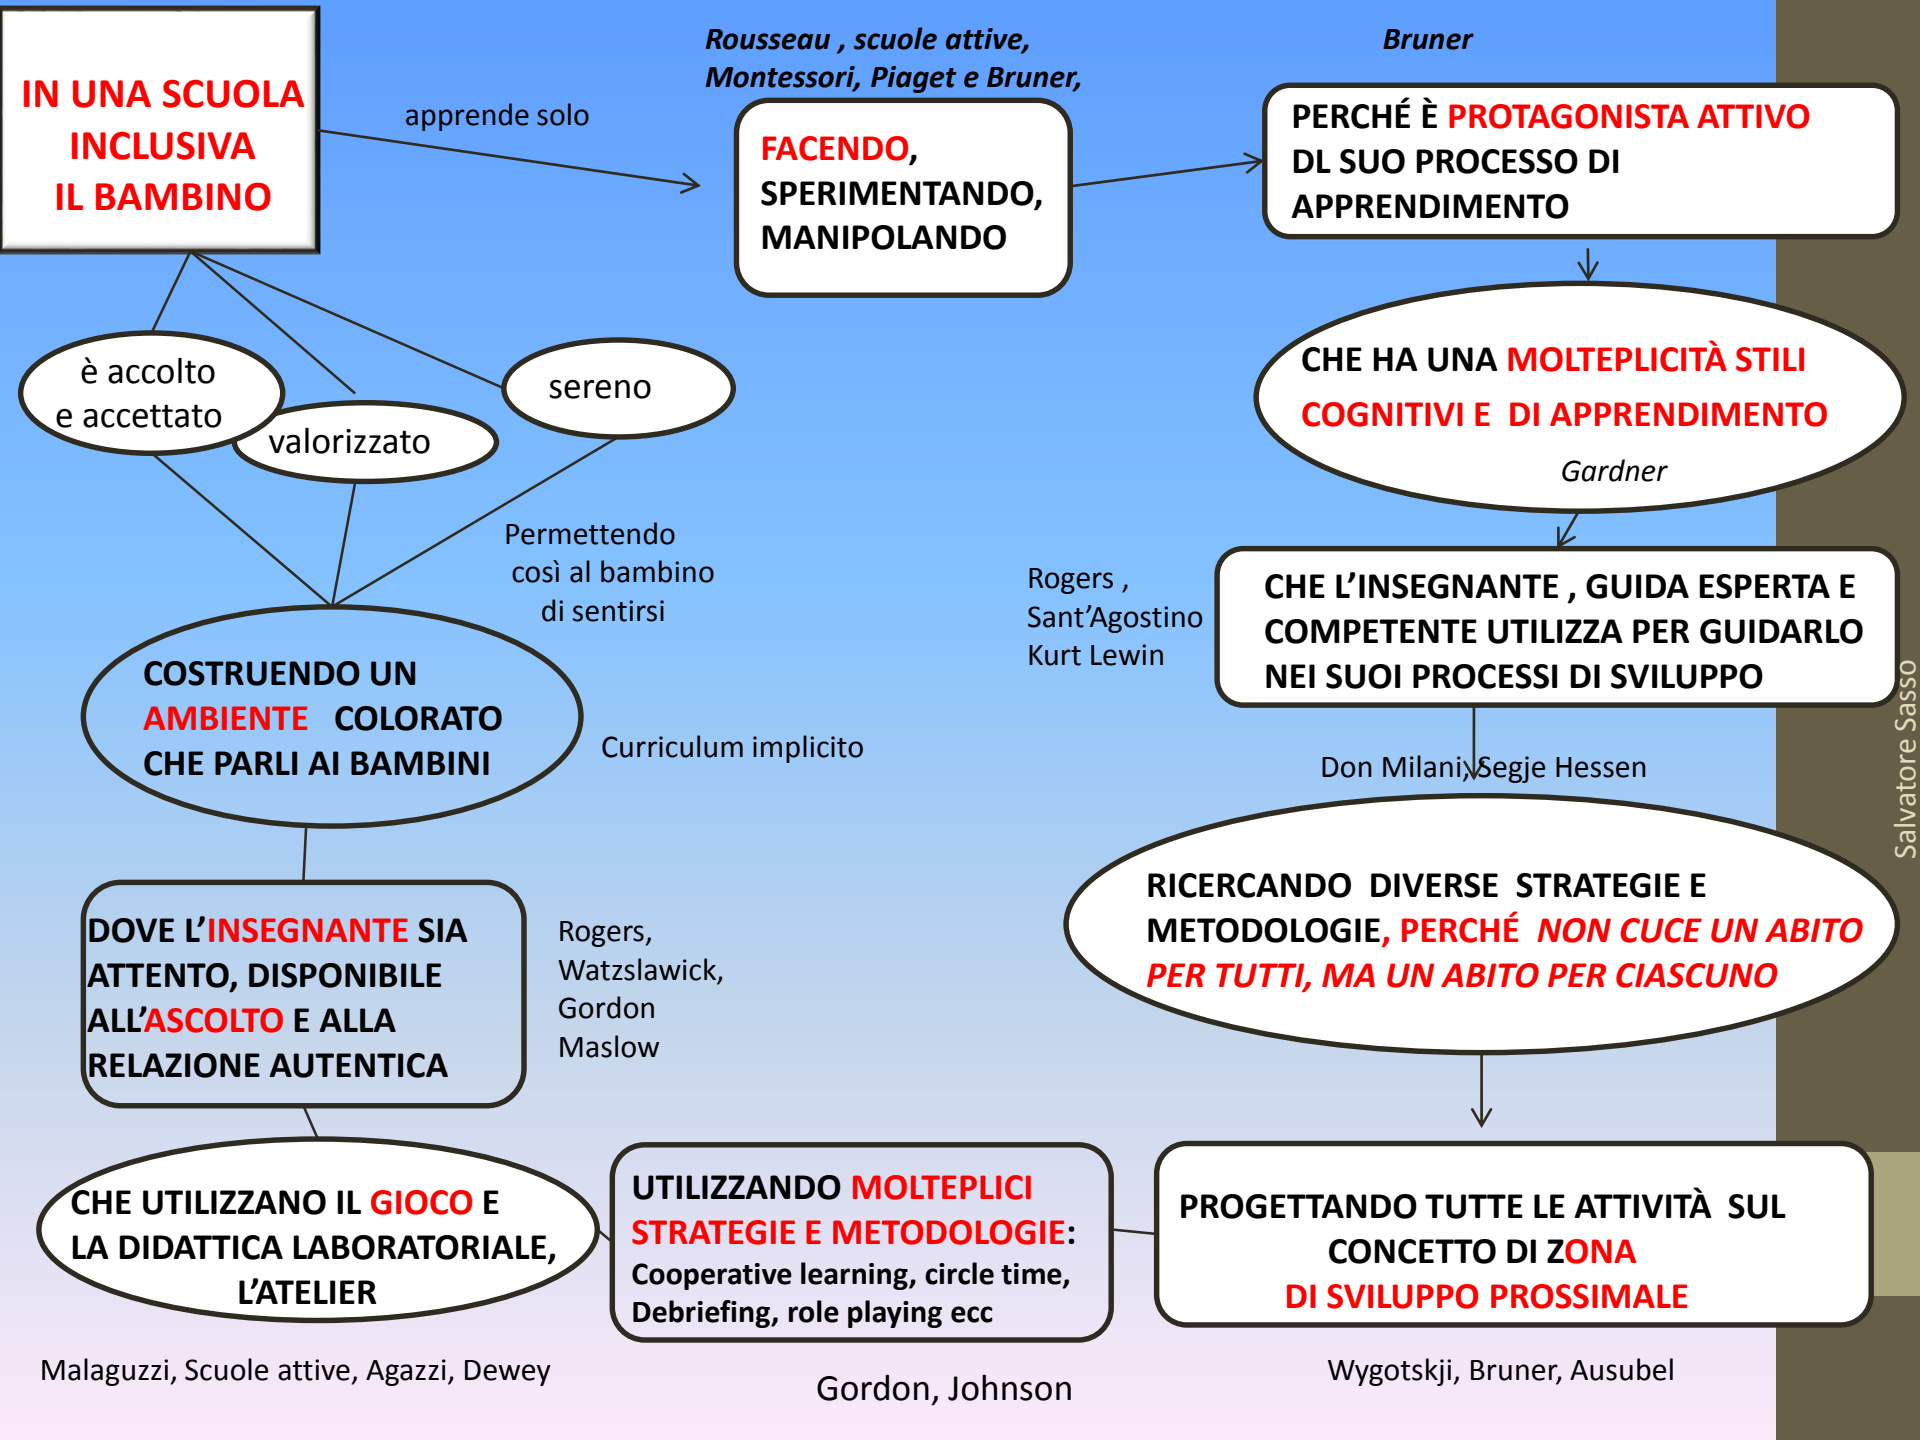 IN UNA SCUOLA
INCLUSIVA
IL BAMBINO
apprende solo
Rousseau , scuole attive,
Montessori, Piaget e Bruner,
FACENDO,
SPERIMENTANDO,
MANIPOLANDO
Bruner
PERCHÉ È PROTAGONISTA ATTIVO
DL SUO PROCESSO DI
APPRENDIMENTO
CHE HA UNA MOLTEPLICITÀ STILI
COGNITIVI E DI APPRENDIMENTO
Gardner
Rogers ,
Sant’Agostino
Kurt Lewin
CHE L’INSEGNANTE , GUIDA ESPERTA E
COMPETENTE UTILIZZA PER GUIDARLO
NEI SUOI PROCESSI DI SVILUPPO
Don Milani, Segje Hessen
RICERCANDO DIVERSE STRATEGIE E
METODOLOGIE, PERCHÉ NON CUCE UN ABITO
PER TUTTI, MA UN ABITO PER CIASCUNO
PROGETTANDO TUTTE LE ATTIVITÀ SUL
CONCETTO DI ZONA
DI SVILUPPO PROSSIMALE
Wygotskji, Bruner, Ausubel
è accolto
e accettato
valorizzato
sereno
Permettendo
così al bambino
di sentirsi
COSTRUENDO UN
AMBIENTE COLORATO
CHE PARLI AI BAMBINI
Curriculum implicito
DOVE L’INSEGNANTE SIA
ATTENTO, DISPONIBILE
ALL’ASCOLTO E ALLA
RELAZIONE AUTENTICA
Rogers,
Watzslawick,
Gordon
Maslow
CHE UTILIZZANO IL GIOCO E
LA DIDATTICA LABORATORIALE,
L’ATELIER
Malaguzzi, Scuole attive, Agazzi, Dewey
UTILIZZANDO MOLTEPLICI
STRATEGIE E METODOLOGIE:
Cooperative learning, circle time,
Debriefing, role playing ecc
Gordon, Johnson
Salvatore Sasso